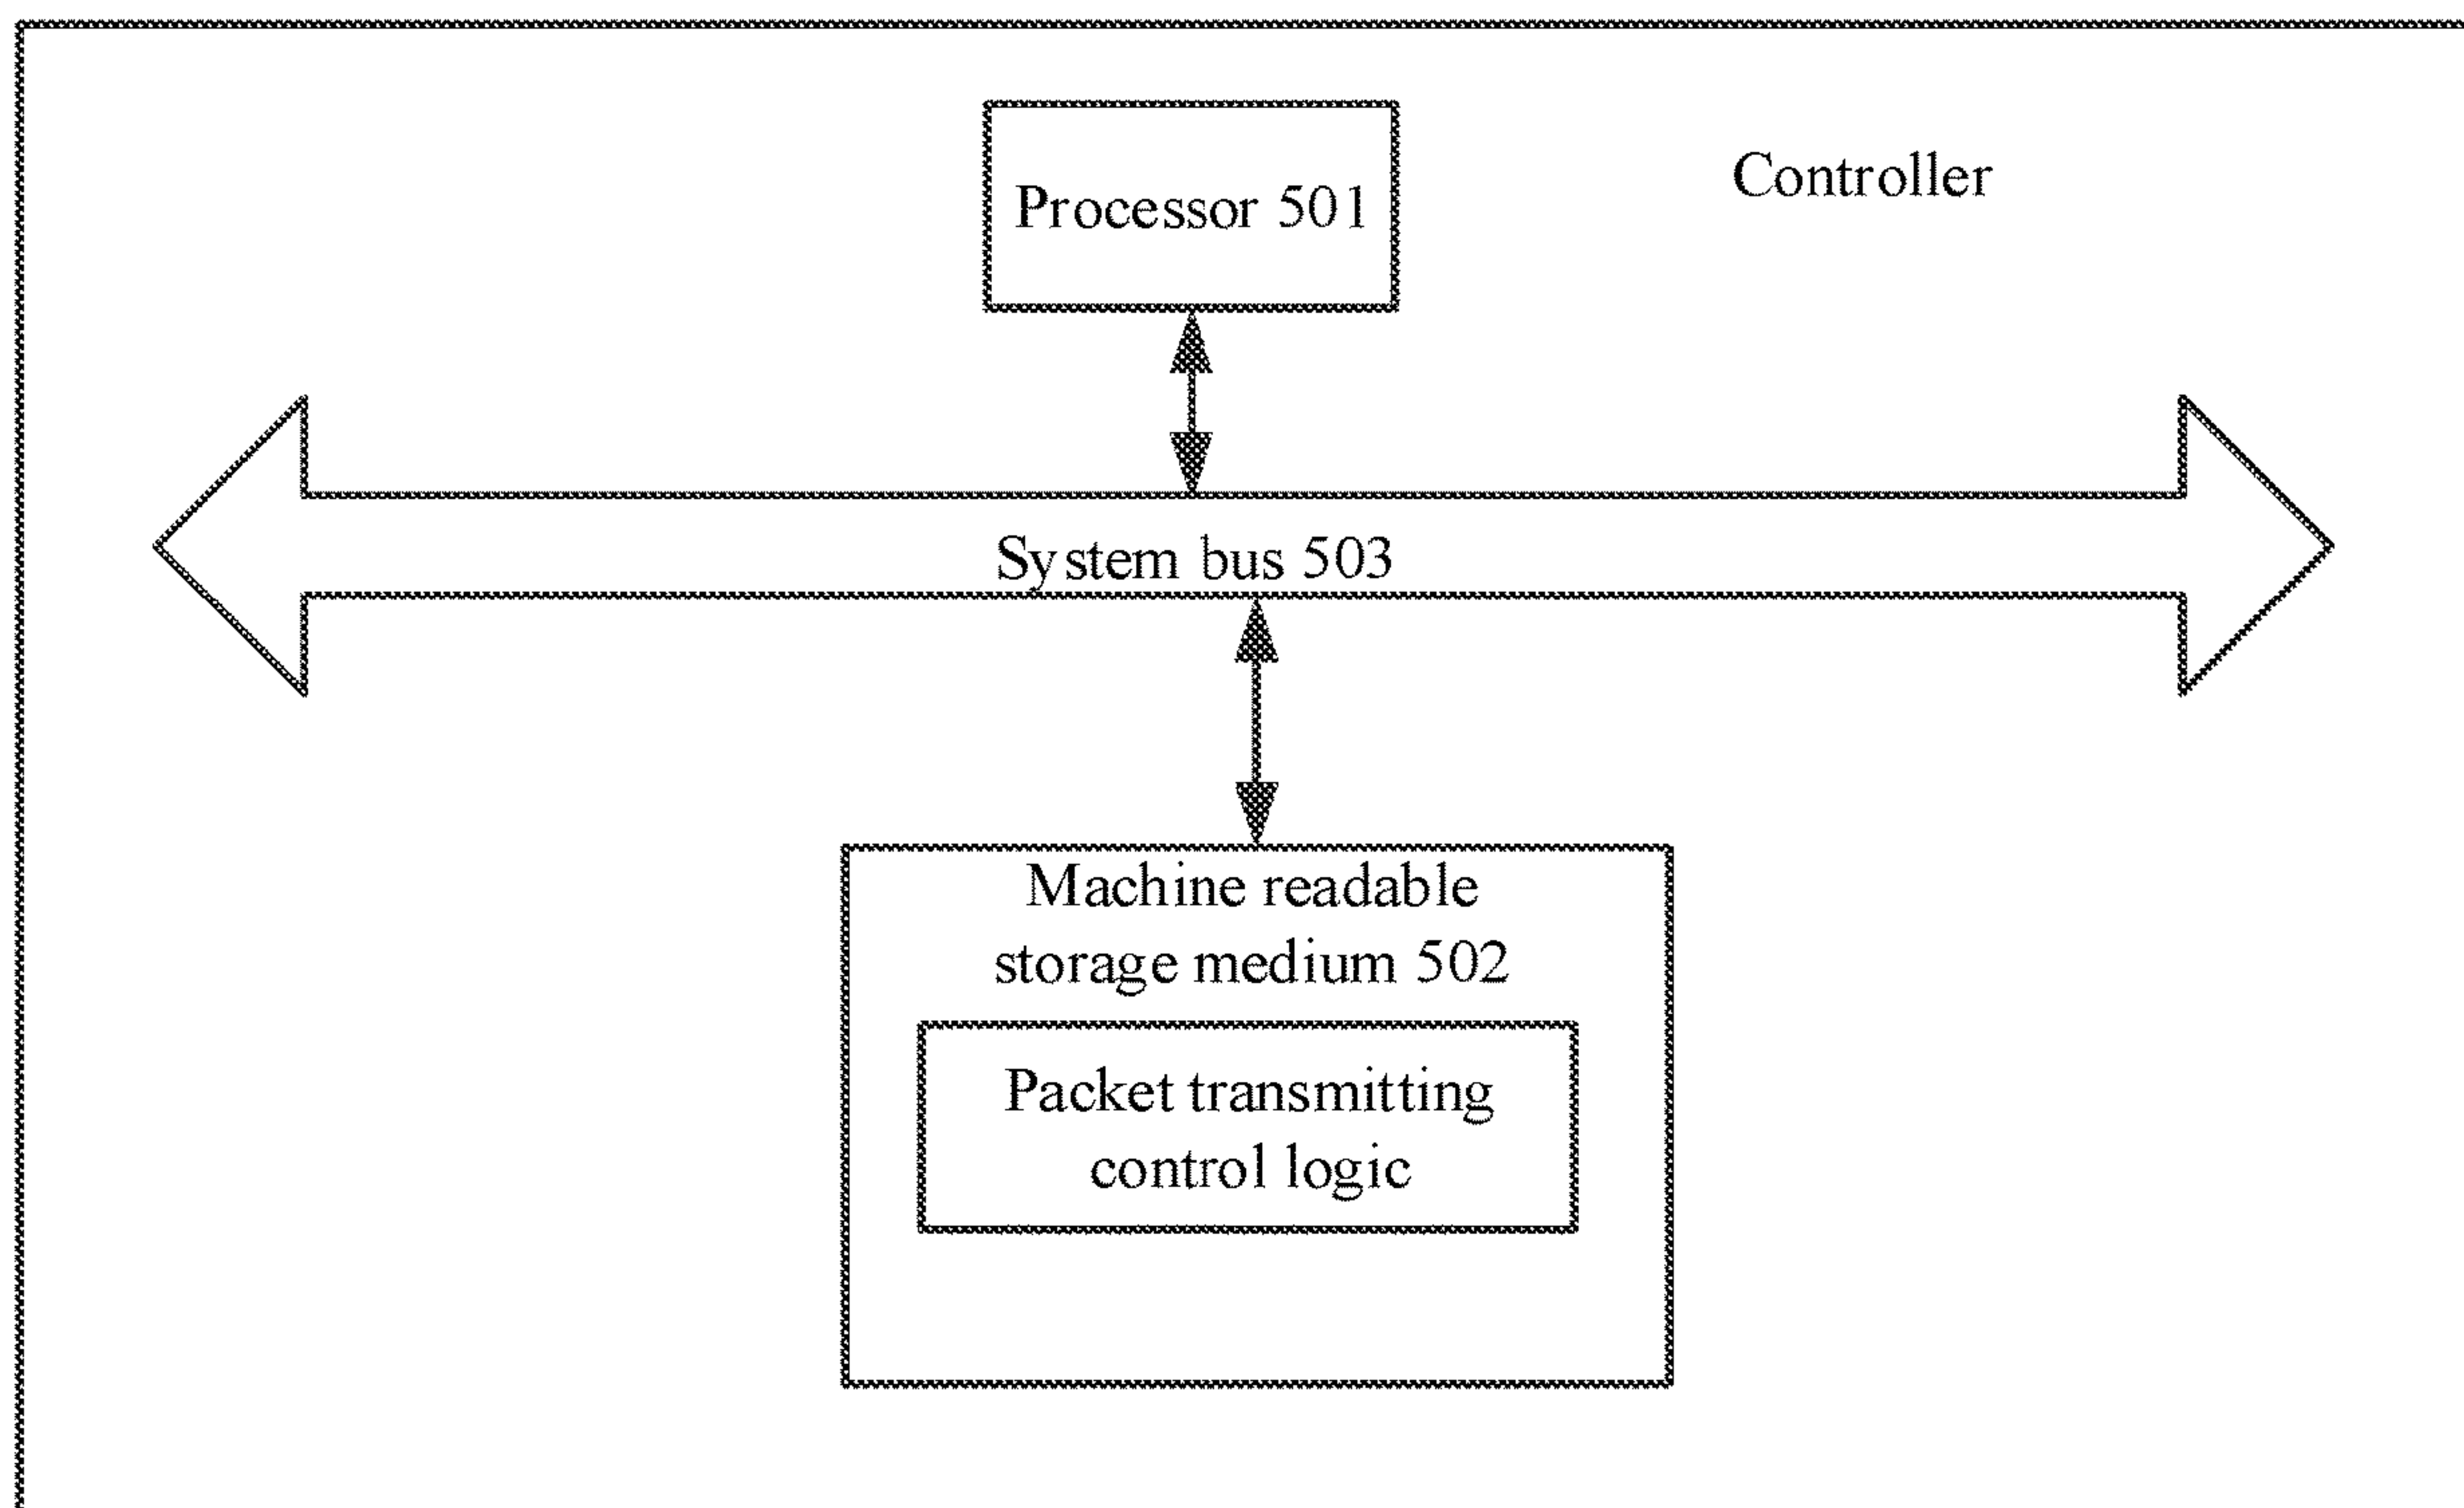 Controller
Processor 501
System bus 503
Machine readable
storage medium 502
Packet transmitting
control logic